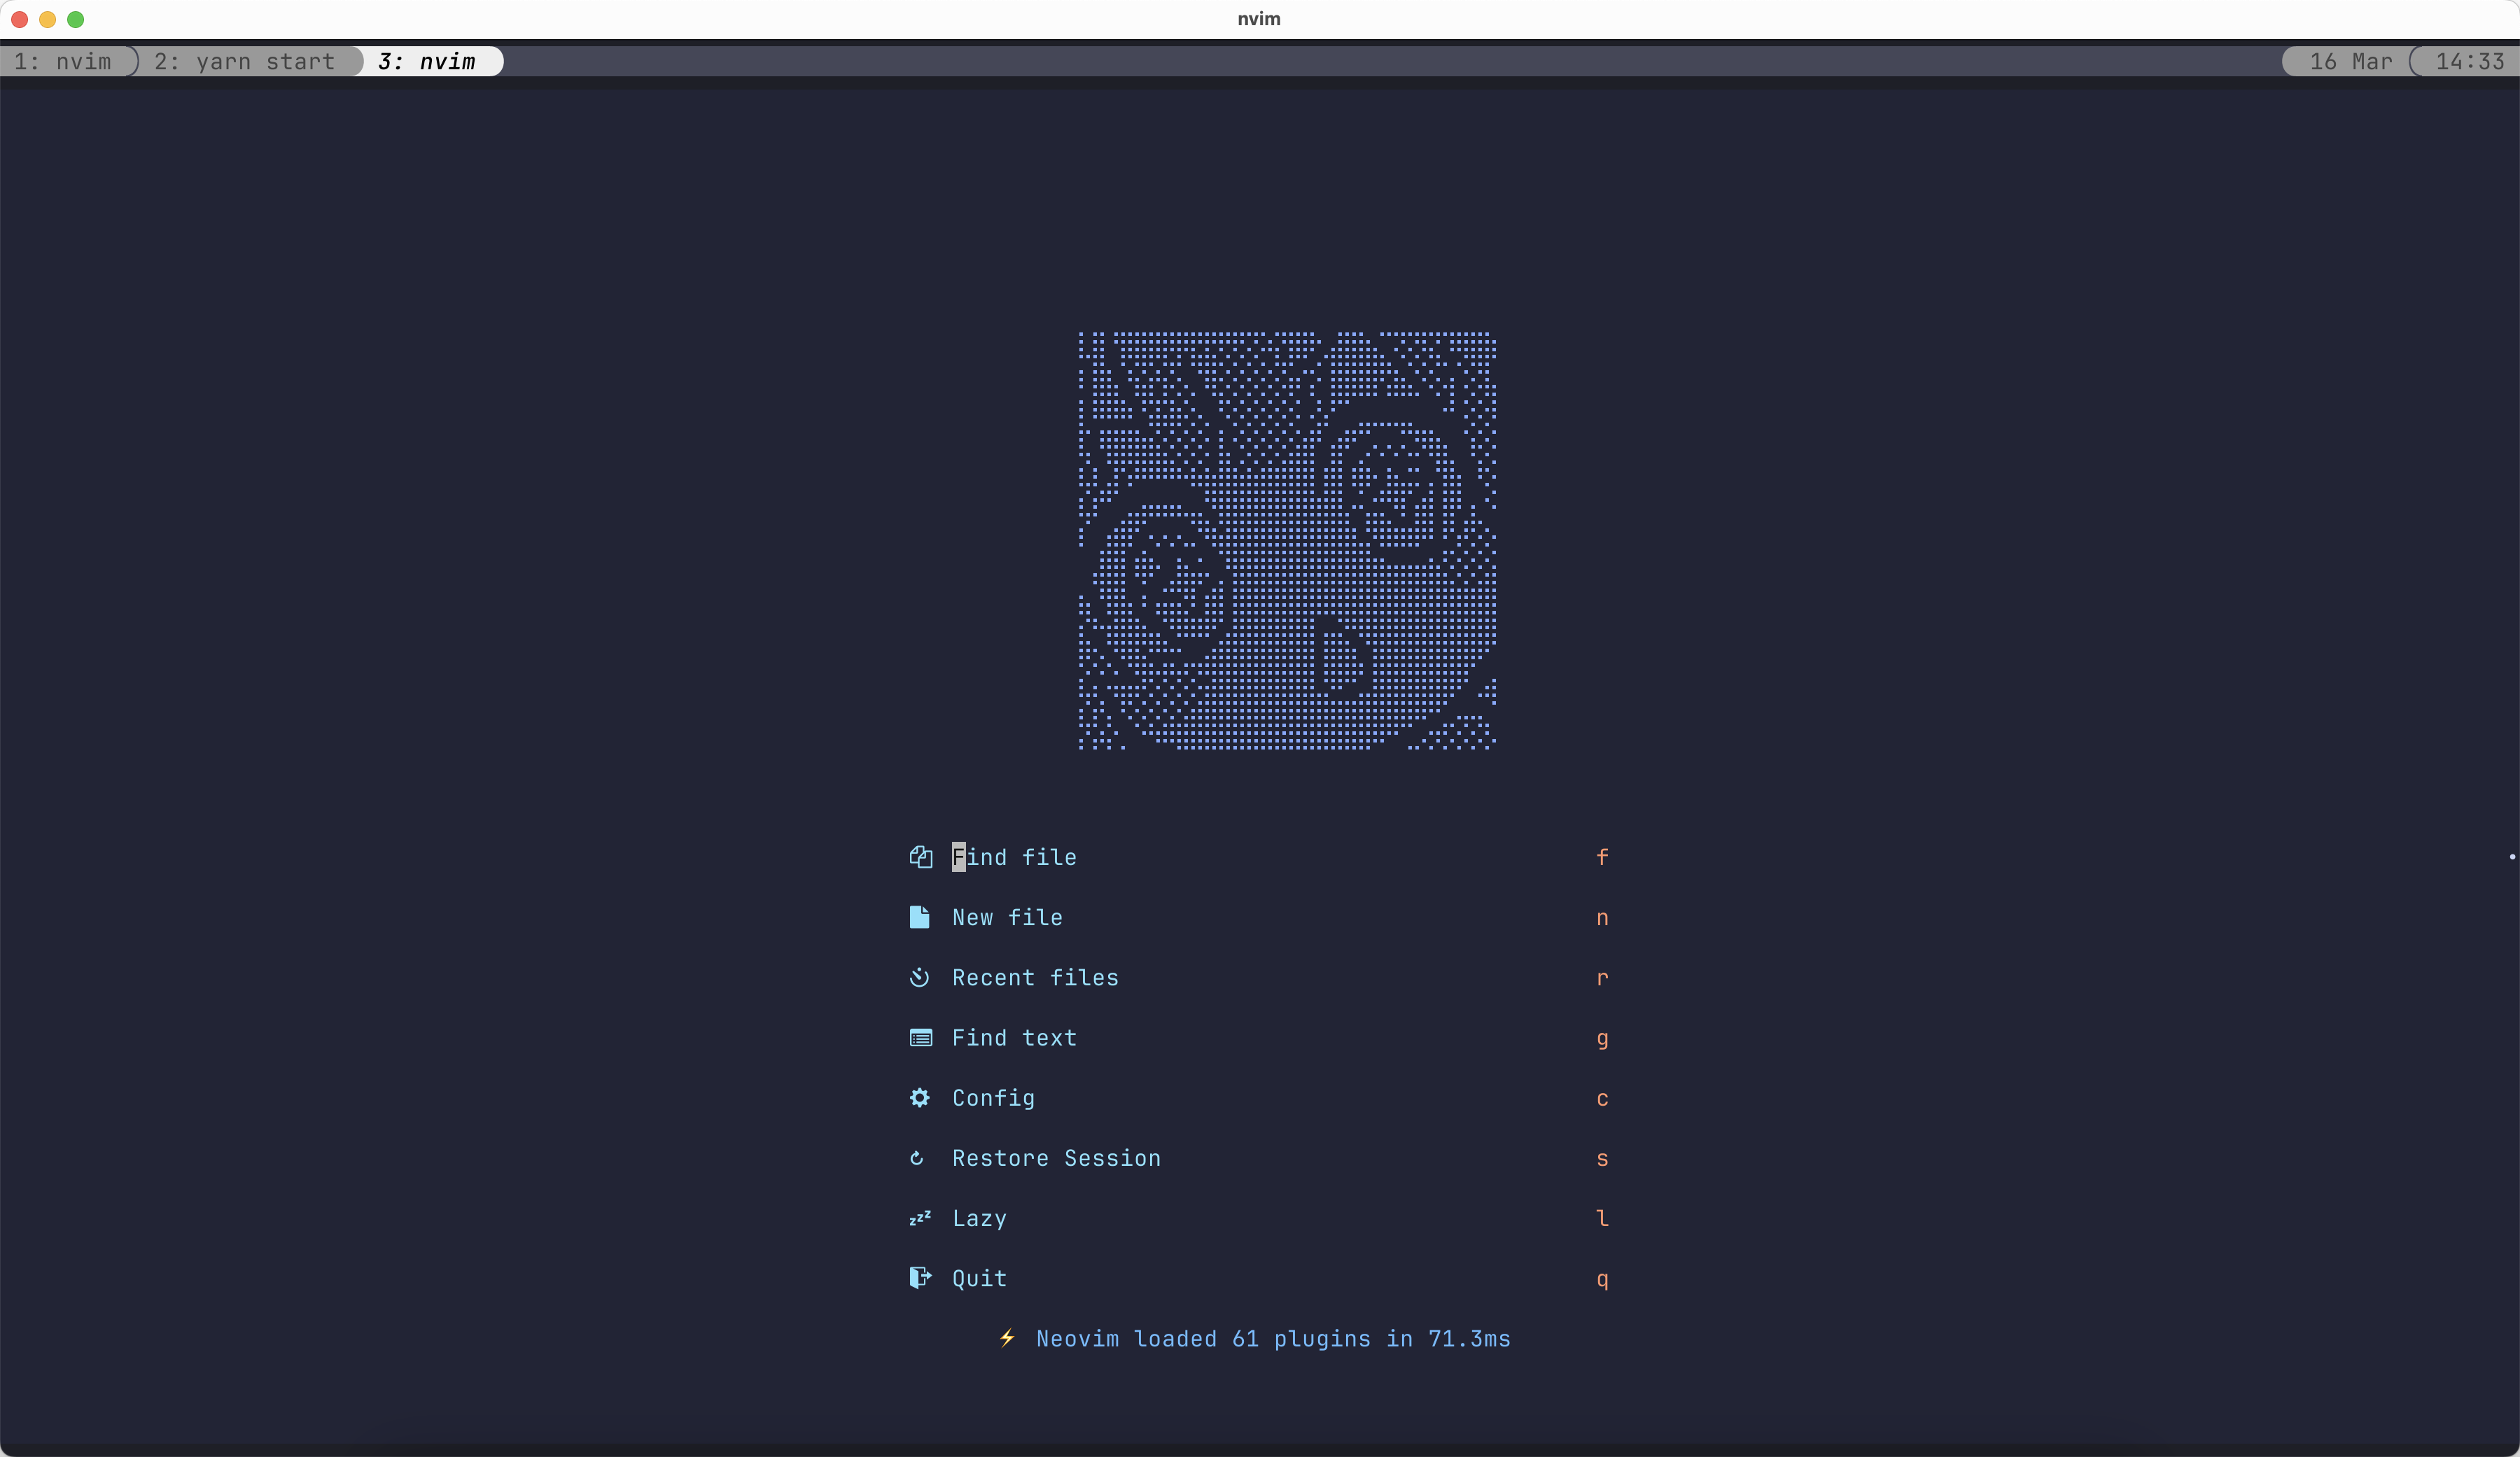 nvim
1: nvim 2: yarn start 3: nvim 16 Mar 14:33
Find file f
New file n
Recent files r
Find text g
Config c
Restore Session s
zzz Lazy l
Quit q
⚡ Neovim loaded 61 plugins in 71.3ms